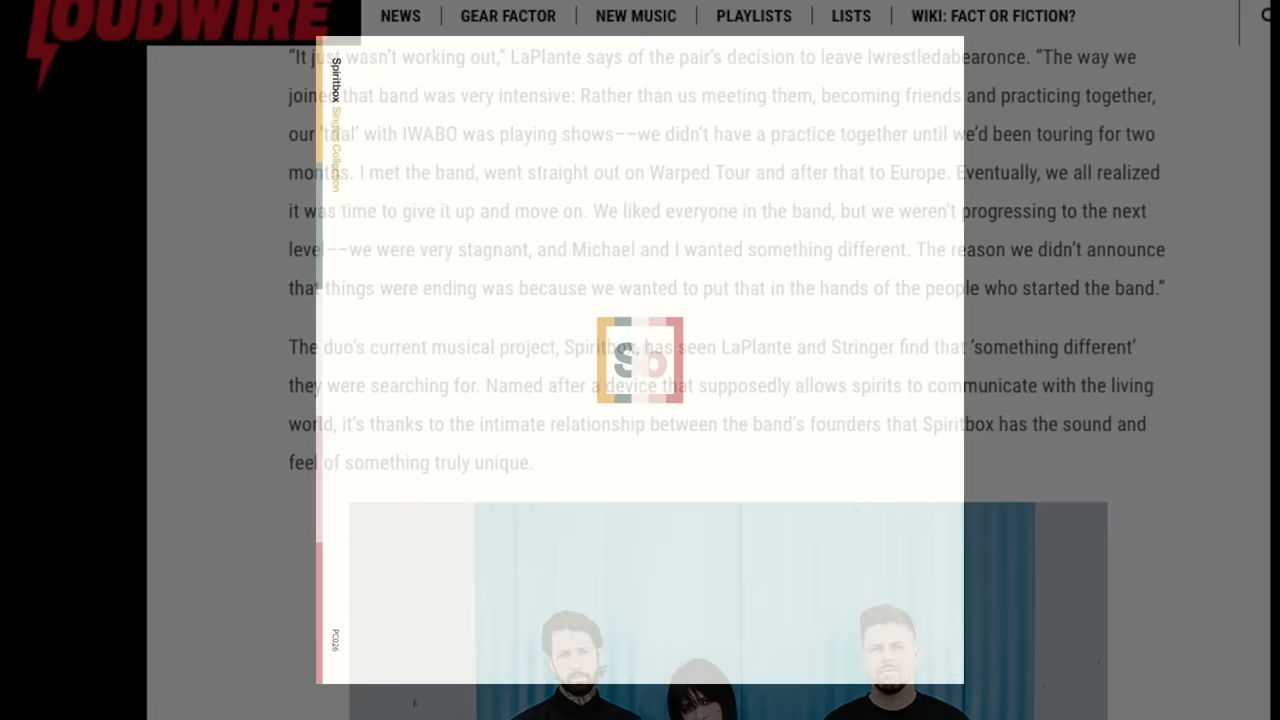 LOUDWIRE
NEWS
GEAR FACTOR
NEW MUSIC
PLAYLISTS
LISTS
WIKI: FACT OR FICTION?
“It just wasn’t working out,” LaPlante says of the pair’s decision to leave Iwrestledabearonce. “The way we
joined that band was very intensive: Rather than us meeting them, becoming friends and practicing together,
our ‘trial’ with IWABO was playing shows––we didn’t have a practice together until we’d been touring for two
months. I met the band, went straight out on Warped Tour and after that to Europe. Eventually, we all realized
it was time to give it up and move on. We liked everyone in the band, but we weren’t progressing to the next
level––we were very stagnant, and Michael and I wanted something different. The reason we didn’t announce
that things were ending was because we wanted to put that in the hands of the people who started the band.”
The duo’s current musical project, Spiritbox, has seen LaPlante and Stringer find that ‘something different’
they were searching for. Named after a device that supposedly allows spirits to communicate with the living
world, it’s thanks to the intimate relationship between the band’s founders that Spiritbox has the sound and
feel of something truly unique.
Spiritbox Singles Collection
Sb
PC026